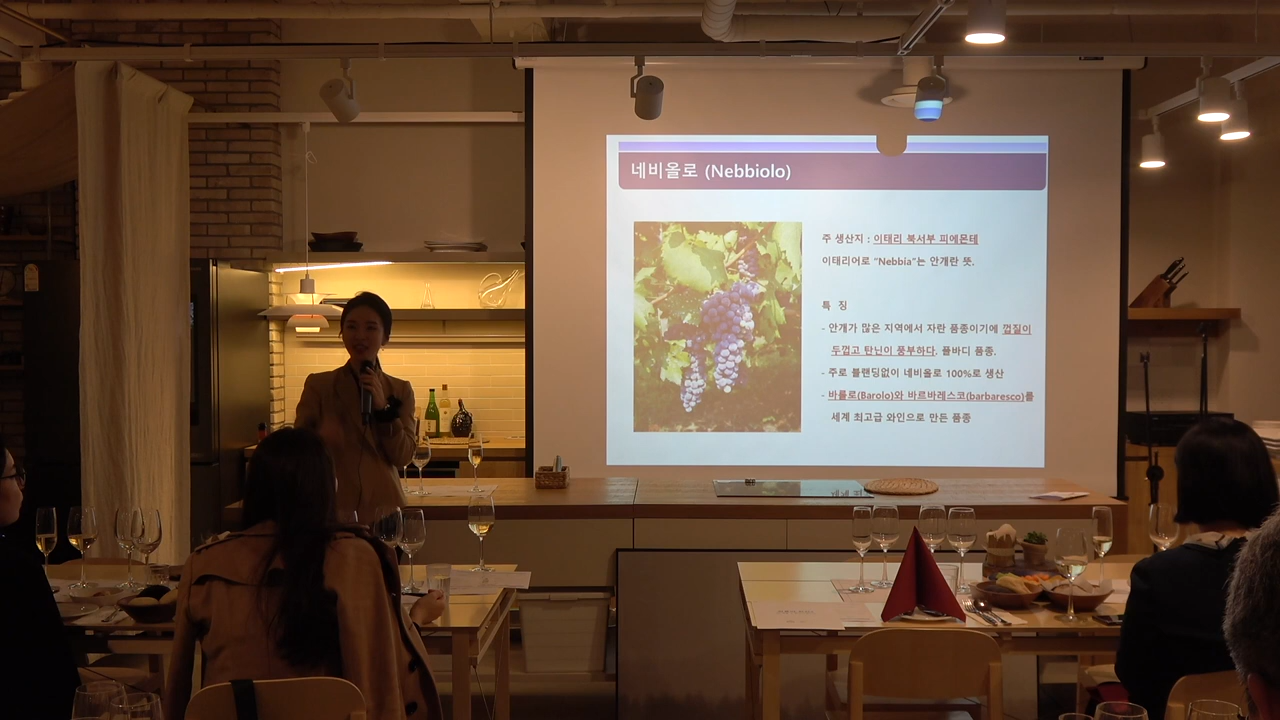 네비올로 (Nebbiolo)
주 생산지 : 이태리 북서부 피에몬테
이태리어로 "Nebbia"는 안개란 뜻.
특 징
- 안개가 많은 지역에서 자란 품종이기에 껍질이
두껍고 탄닌이 풍부하다. 풀바디 품종.
- 주로 블랜딩없이 네비올로 100%로 생산
- 바롤로(Barolo)와 바르바레스코(barbaresco)를
세계 최고급 와인으로 만든 품종